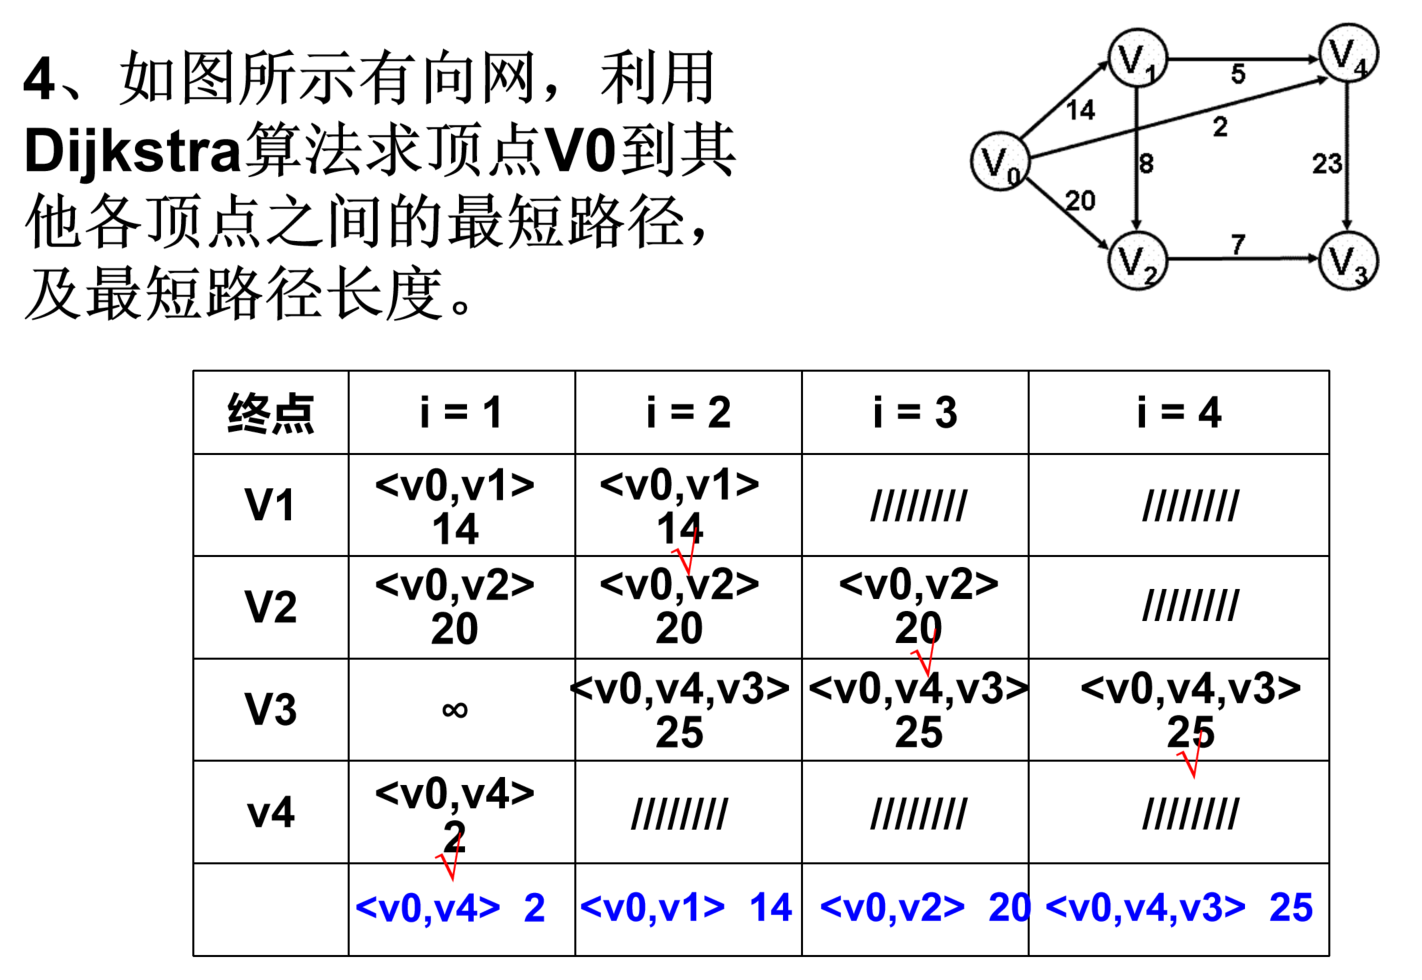 4、如图所示有向网，利用
Dijkstra算法求顶点V0到其
他各顶点之间的最短路径，
及最短路径长度。
V1
V4
5
14
2
V0
8
23
20
7
V2
V3
终点 i = 1 i = 2 i = 3 i = 4
V1 <v0,v1> 14 <v0,v1> 14 //////// ////////
V2 <v0,v2> 20 <v0,v2> 20 <v0,v2> 20 ////////
V3 ∞ <v0,v4,v3> 25 <v0,v4,v3> 25 <v0,v4,v3> 25
v4 <v0,v4> 2 //////// //////// ////////
<v0,v4> 2 <v0,v1> 14 <v0,v2> 20 <v0,v4,v3> 25